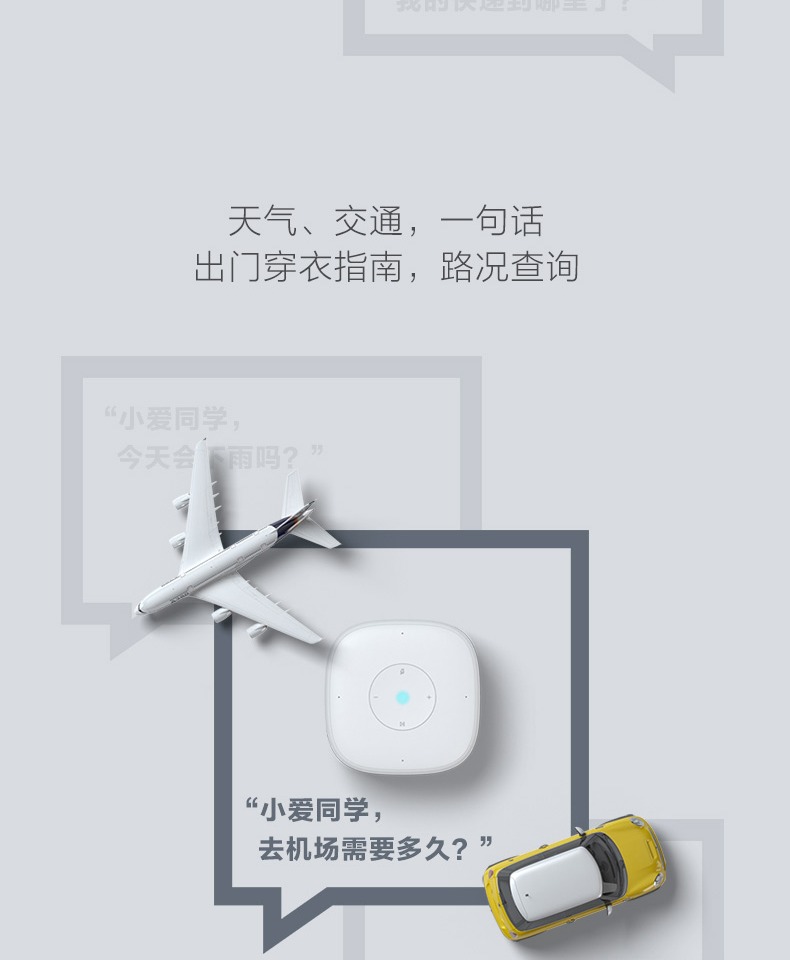 我的快递到哪里了？
天气、交通，一句话
出门穿衣指南，路况查询
“小爱同学，
今天会下雨吗？”
“小爱同学，
去机场需要多久？”